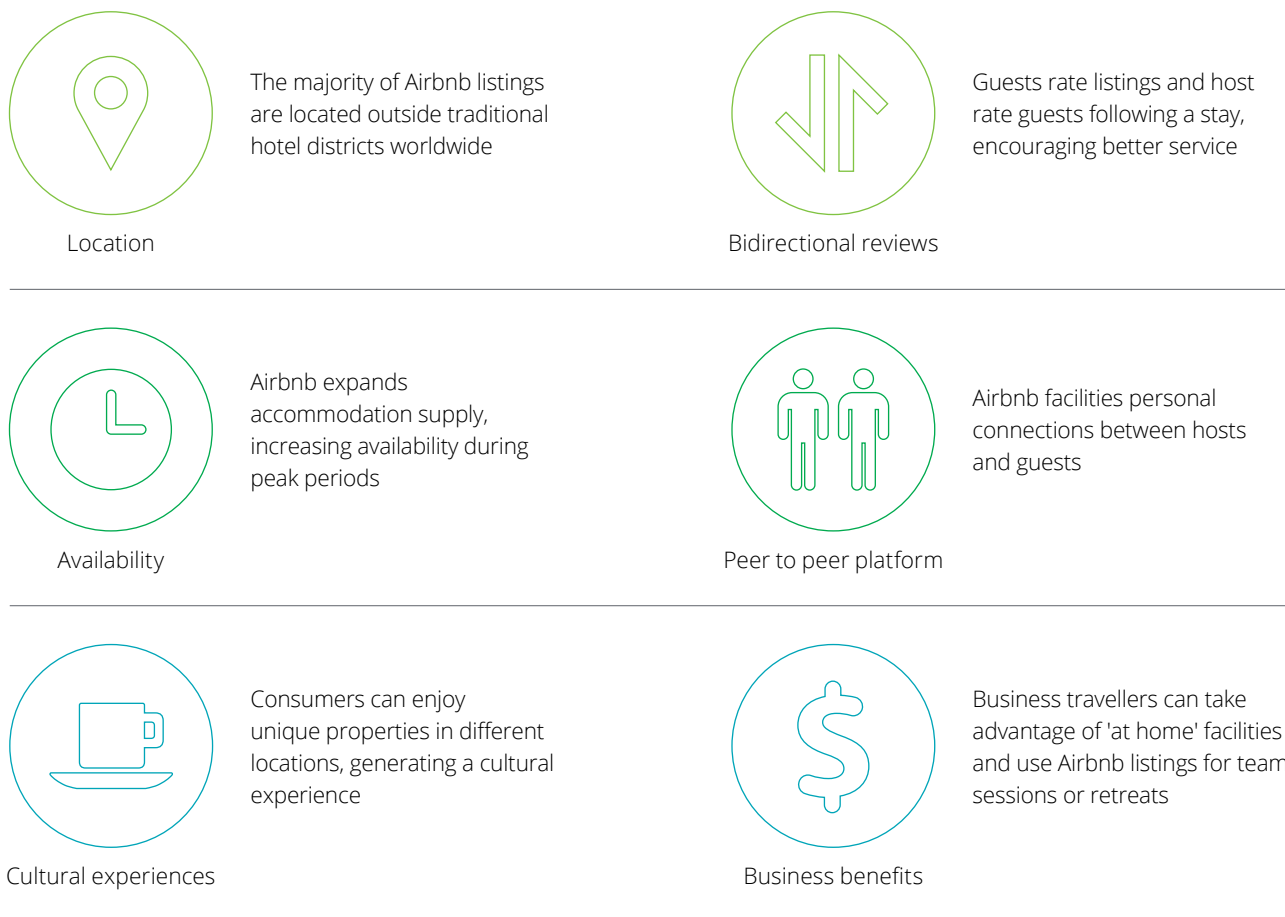 The majority of Airbnb listings
are located outside traditional
hotel districts worldwide
Location
Guests rate listings and host
rate guests following a stay,
encouraging better service
Bidirectional reviews
Airbnb expands
accommodation supply,
increasing availability during
peak periods
Availability
Airbnb facilities personal
connections between hosts
and guests
Peer to peer platform
Consumers can enjoy
unique properties in different
locations, generating a cultural
experience
Cultural experiences
Business travellers can take
advantage of 'at home' facilities
and use Airbnb listings for team
sessions or retreats
Business benefits